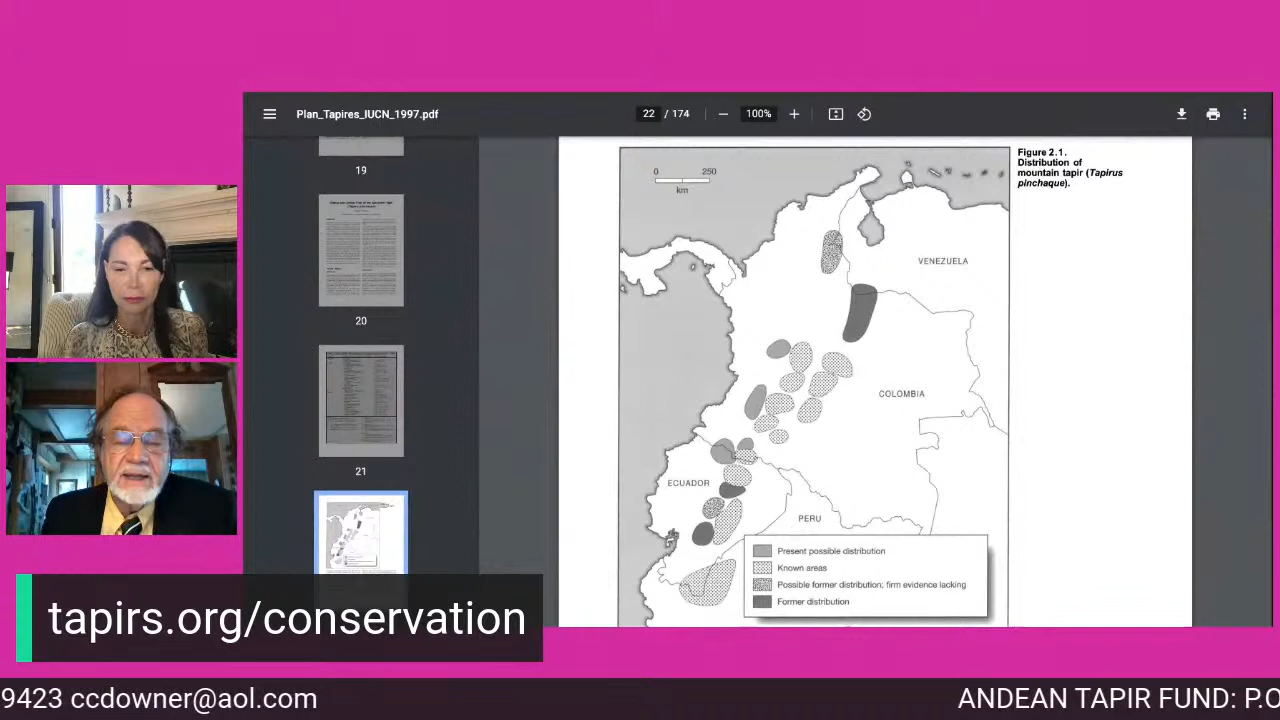 Plan_Tapires_IUCN_1997.pdf
22 / 174
100%
19
20
21
Figure 2.1.
Distribution of
mountain tapir (Tapirus
pinchaque).
0 250
km
VENEZUELA
COLOMBIA
ECUADOR
PERU
Present possible distribution
Known areas
Possible former distribution; firm evidence lacking
Former distribution
tapirs.org/conservation
9423 ccdowner@aol.com
ANDEAN TAPIR FUND: P.O